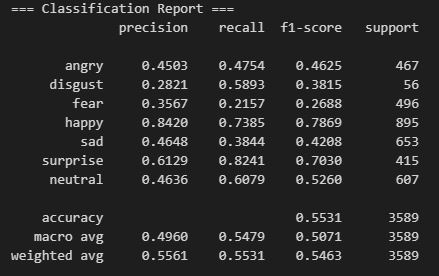 === Classification Report ===
precision recall f1-score support
angry 0.4503 0.4754 0.4625 467
disgust 0.2821 0.5893 0.3815 56
fear 0.3567 0.2157 0.2688 496
happy 0.8420 0.7385 0.7869 895
sad 0.4648 0.3844 0.4208 653
surprise 0.6129 0.8241 0.7030 415
neutral 0.4636 0.6079 0.5260 607
accuracy 0.5531 3589
macro avg 0.4960 0.5479 0.5071 3589
weighted avg 0.5561 0.5531 0.5463 3589